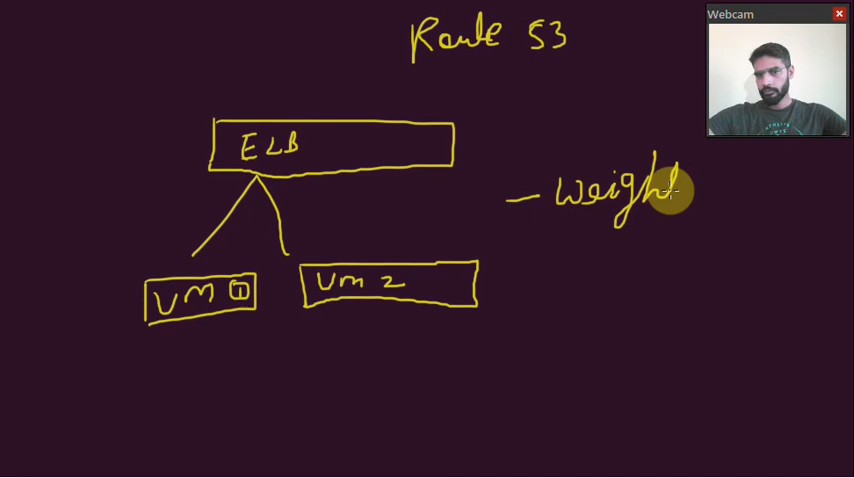 Route 53
Webcam
ELB
- Weight
VM 1
VM 2